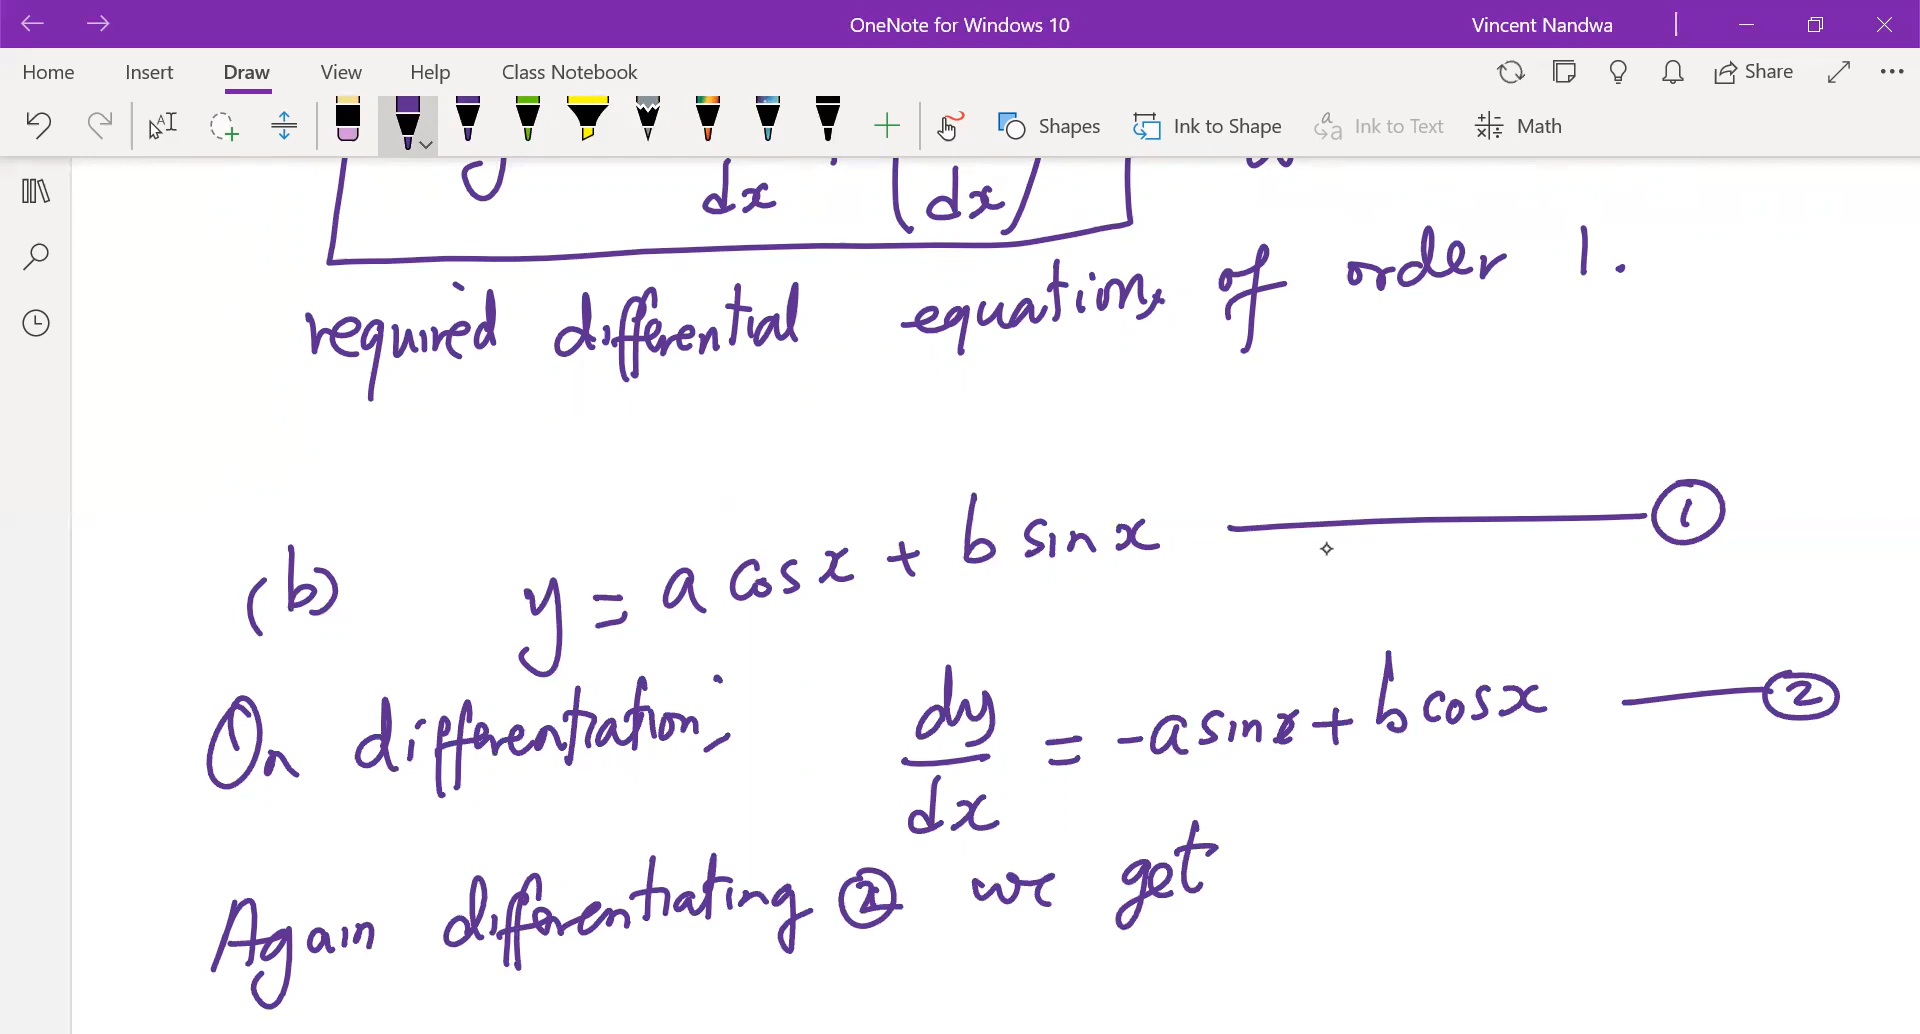 OneNote for Windows 10
Vincent Nandwa
Home Insert Draw View Help Class Notebook
Share
Shapes Ink to Shape Ink to Text Math
dx (dx)
required differential equation, of order 1.
(b) y = a cos x + b sin x ——— ①
On differentiation; dy/dx = -a sin x + b cos x — ②
Again differentiating ② we get